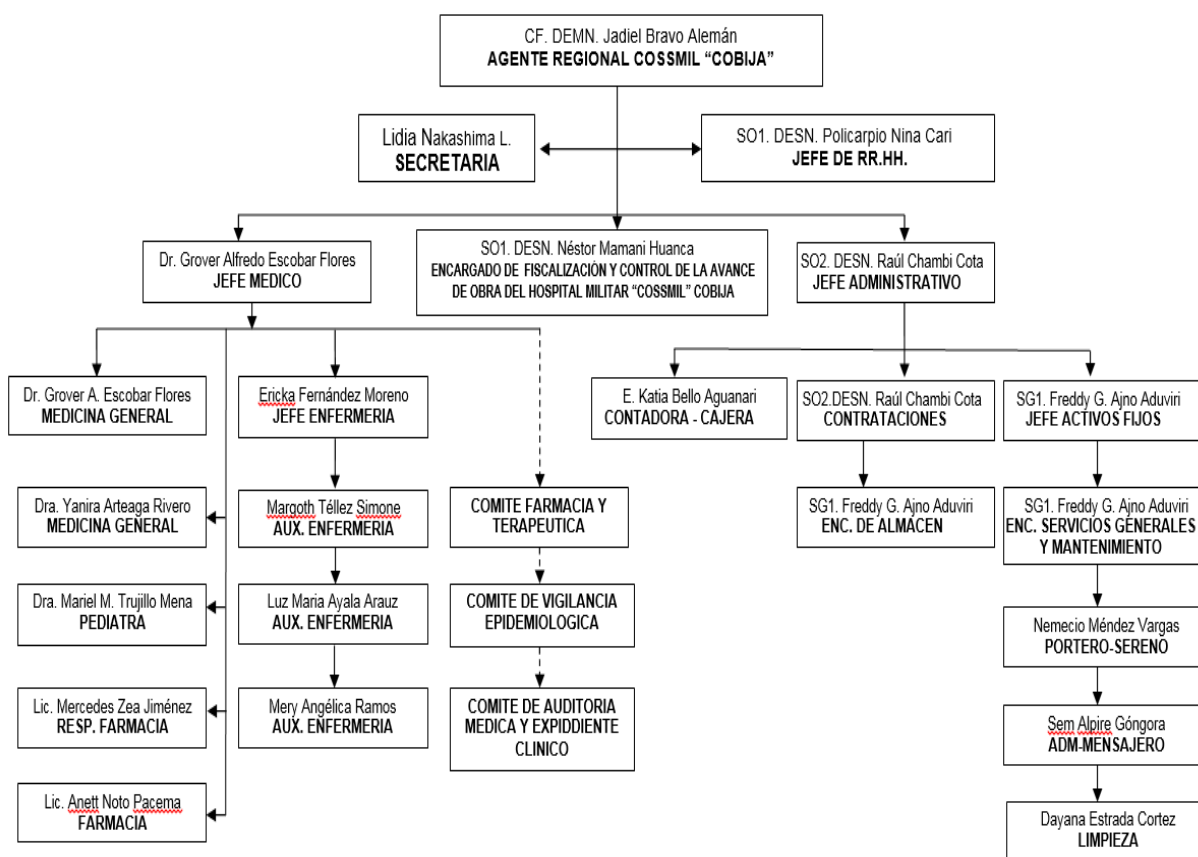 CF. DEMN. Jadiel Bravo Alemán
AGENTE REGIONAL COSSMIL “COBIJA”
Lidia Nakashima L.
SECRETARIA
SO1. DESN. Policarpio Nina Cari
JEFE DE RR.HH.
Dr. Grover Alfredo Escobar Flores
JEFE MEDICO
SO1. DESN. Néstor Mamani Huanca
ENCARGADO DE FISCALIZACIÓN Y CONTROL DE LA AVANCE
DE OBRA DEL HOSPITAL MILITAR “COSSMIL” COBIJA
SO2. DESN. Raúl Chambi Cota
JEFE ADMINISTRATIVO
Dr. Grover A. Escobar Flores
MEDICINA GENERAL
Ericka Fernández Moreno
JEFE ENFERMERIA
E. Katia Bello Aguanari
CONTADORA - CAJERA
SO2.DESN. Raúl Chambi Cota
CONTRATACIONES
SG1. Freddy G. Ajno Aduviri
JEFE ACTIVOS FIJOS
Dra. Yanira Arteaga Rivero
MEDICINA GENERAL
Margoth Téllez Simone
AUX. ENFERMERIA
COMITE FARMACIA Y
TERAPEUTICA
SG1. Freddy G. Ajno Aduviri
ENC. DE ALMACEN
SG1. Freddy G. Ajno Aduviri
ENC. SERVICIOS GENERALES
Y MANTENIMIENTO
Dra. Mariel M. Trujillo Mena
PEDIATRA
Luz Maria Ayala Arauz
AUX. ENFERMERIA
COMITE DE VIGILANCIA
EPIDEMIOLOGICA
Nemecio Méndez Vargas
PORTERO-SERENO
Lic. Mercedes Zea Jiménez
RESP. FARMACIA
Mery Angélica Ramos
AUX. ENFERMERIA
COMITE DE AUDITORIA
MEDICA Y EXPIDDIENTE
CLINICO
Sem Alpire Góngora
ADM-MENSAJERO
Lic. Anett Noto Pacema
FARMACIA
Dayana Estrada Cortez
LIMPIEZA